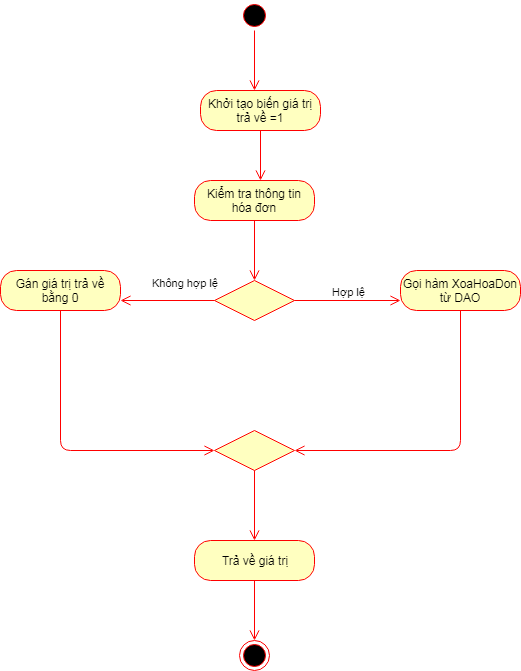 Khởi tạo biến giá trị
trả về =1
Kiểm tra thông tin
hóa đơn
Không hợp lệ
Hợp lệ
Gán giá trị trả về
bằng 0
Gọi hàm XoaHoaDon
từ DAO
Trả về giá trị